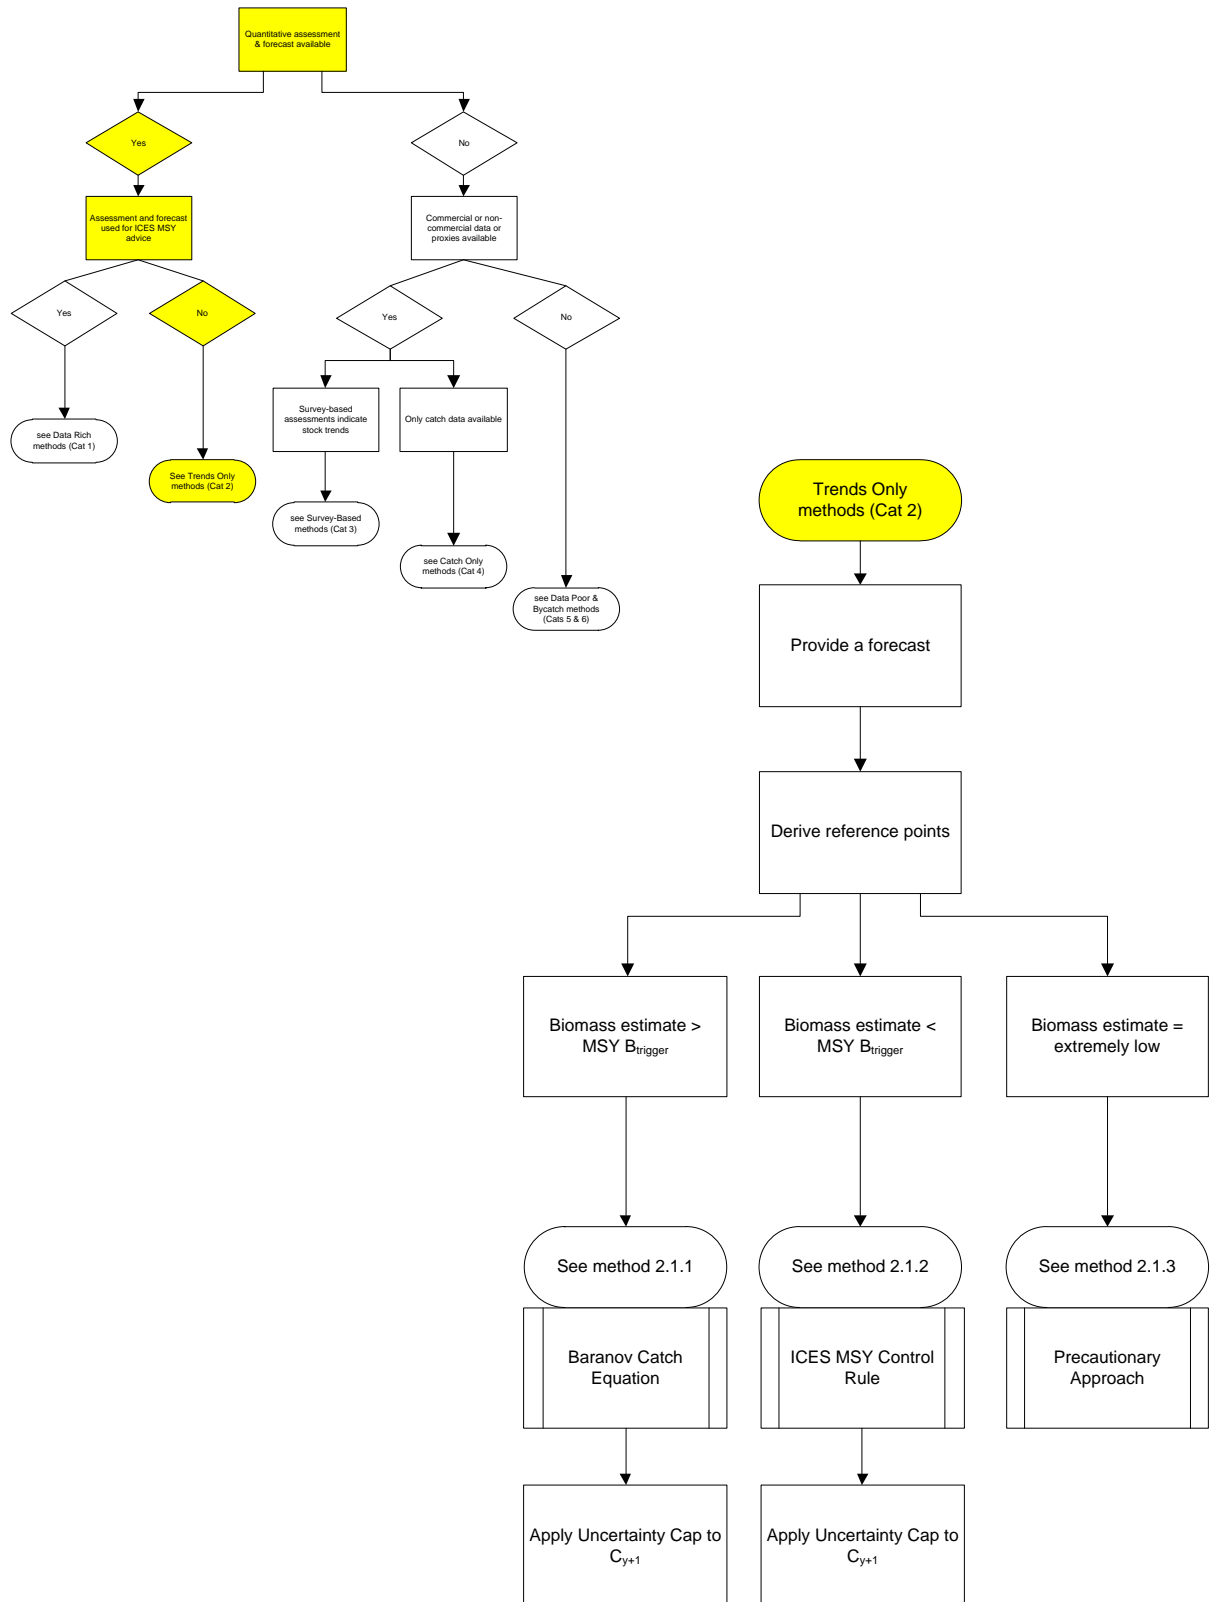 Quantitative assessment
& forecast available
Yes
No
Assessment and forecast
used for ICES MSY
advice
Commercial or non-
commercial data or
proxies available
Yes
No
Yes
No
Survey-based
assessments indicate
stock trends
Only catch data available
see Data Rich
methods (Cat 1)
See Trends Only
methods (Cat 2)
see Survey-Based
methods (Cat 3)
see Catch Only
methods (Cat 4)
see Data Poor &
Bycatch methods
(Cats 5 & 6)
Trends Only
methods (Cat 2)
Provide a forecast
Derive reference points
Biomass estimate >
MSY Btrigger
Biomass estimate <
MSY Btrigger
Biomass estimate =
extremely low
See method 2.1.1
See method 2.1.2
See method 2.1.3
Baranov Catch
Equation
ICES MSY Control
Rule
Precautionary
Approach
Apply Uncertainty Cap to
Cy+1
Apply Uncertainty Cap to
Cy+1